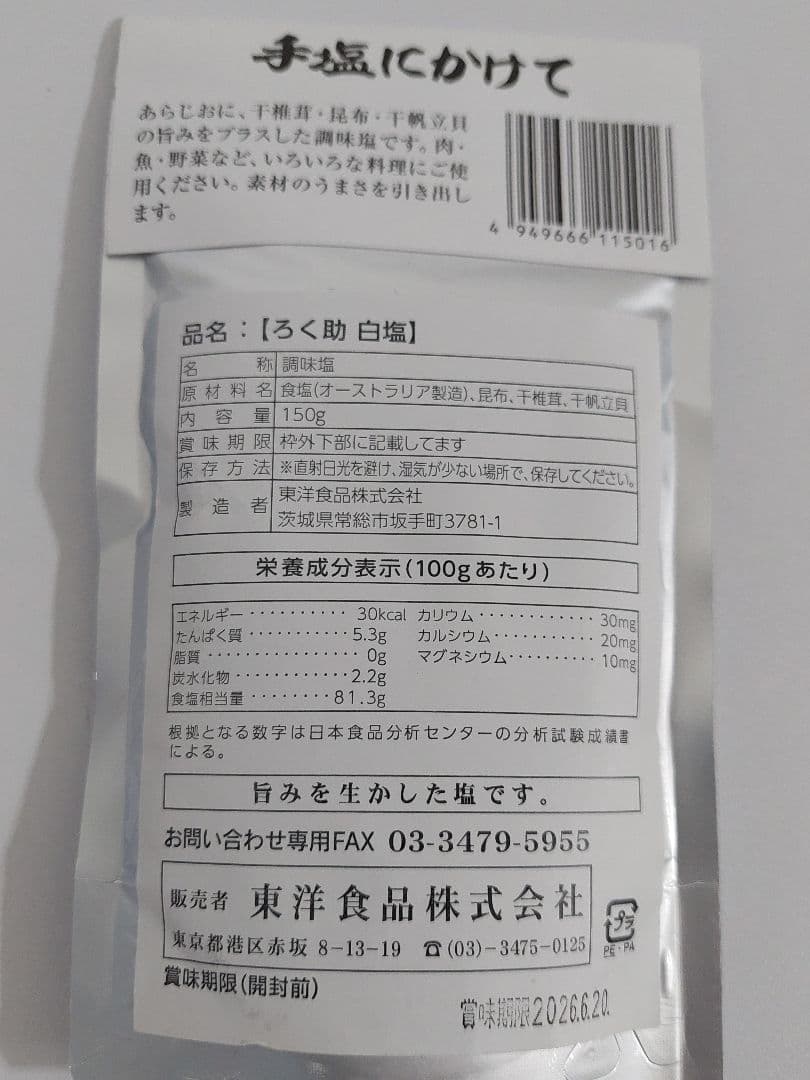 手塩にかけて
あらじおに、干椎茸・昆布・干帆立貝
の旨みをプラスした調味塩です。肉・
魚・野菜など、いろいろな料理にご使
用ください。素材のうまさを引き出し
ます。
4 949666 115016
品名：【ろく助 白塩】
名称 調味塩
原材料名 食塩(オーストラリア製造)、昆布、干椎茸、干帆立貝
内容量 150g
賞味期限 枠外下部に記載してます
保存方法 ※直射日光を避け、湿気が少ない場所で、保存してください。
製造者 東洋食品株式会社
茨城県常総市坂手町3781-1
栄養成分表示(100gあたり)
エネルギー・・・・・・・・・・30kcal カリウム・・・・・・・・・・・・30mg
たんぱく質・・・・・・・・・・・5.3g カルシウム・・・・・・・・・・・20mg
脂質・・・・・・・・・・・・・・・・0g マグネシウム・・・・・・・・・10mg
炭水化物・・・・・・・・・・・・2.2g
食塩相当量・・・・・・・・81.3g
根拠となる数字は日本食品分析センターの分析試験成績書
による。
旨みを生かした塩です。
お問い合わせ専用FAX 03-3479-5955
販売者 東洋食品株式会社
東京都港区赤坂 8-13-19 ☎(03)-3475-0125
プラ
PE・PA
賞味期限(開封前)
賞味期限2026.6.20.